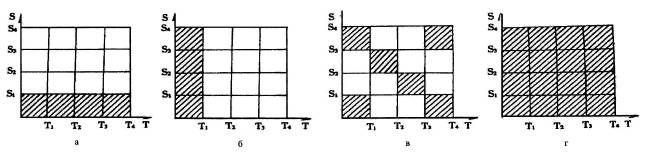 S
S₄
S₃
S₂
S₁
T₁ T₂ T₃ T₄ T
а
S
S₄
S₃
S₂
S₁
T₁ T₂ T₃ T₄ T
б
S
S₄
S₃
S₂
S₁
T₁ T₂ T₃ T₄ T
в
S
S₄
S₃
S₂
S₁
T₁ T₂ T₃ T₄ T
г